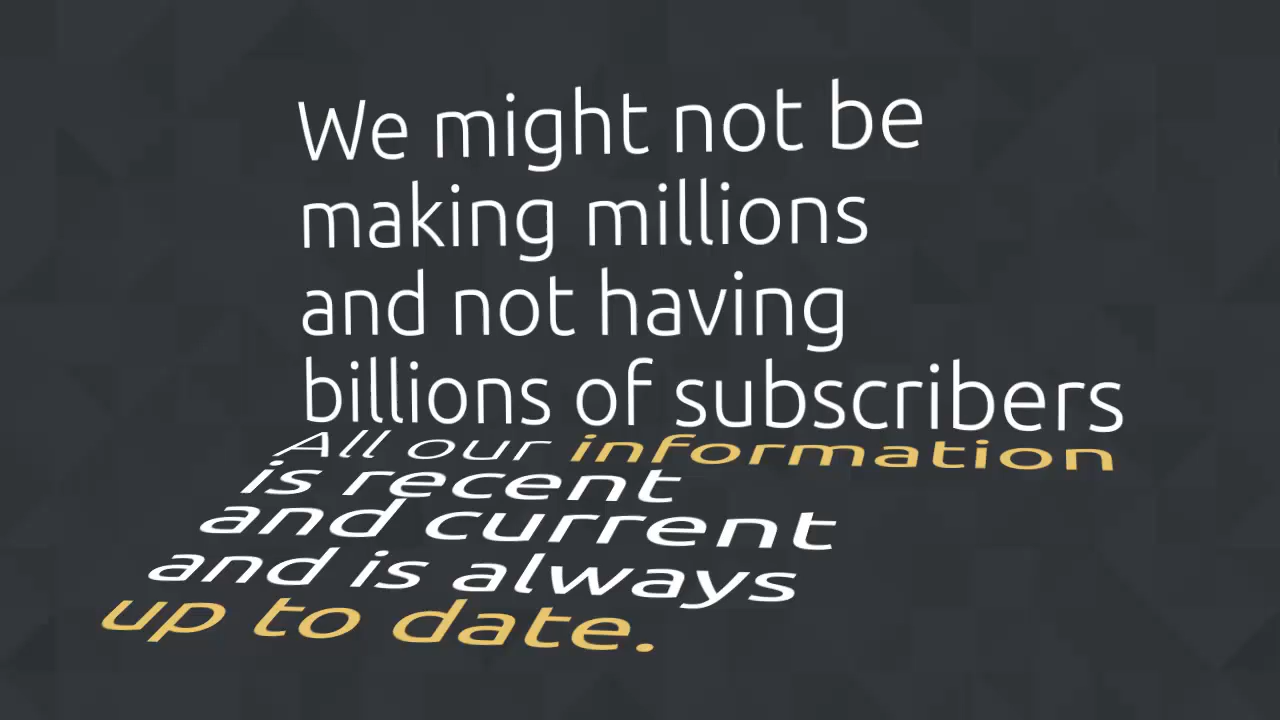 We might not be
making millions
and not having
billions of subscribers
All our information
is recent
and current
and is always
up to date.